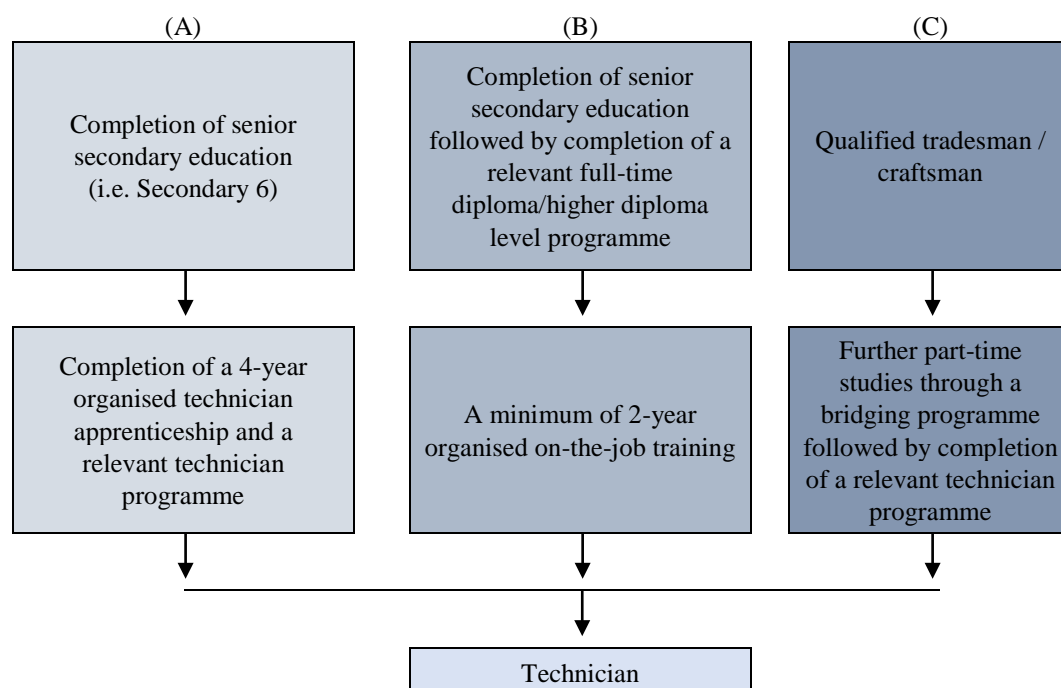 (A)
Completion of senior
secondary education
(i.e. Secondary 6)
Completion of a 4-year
organised technician
apprenticeship and a
relevant technician
programme
(B)
Completion of senior
secondary education
followed by completion of a
relevant full-time
diploma/higher diploma
level programme
A minimum of 2-year
organised on-the-job training
(C)
Qualified tradesman /
craftsman
Further part-time
studies through a
bridging programme
followed by completion
of a relevant technician
programme
Technician